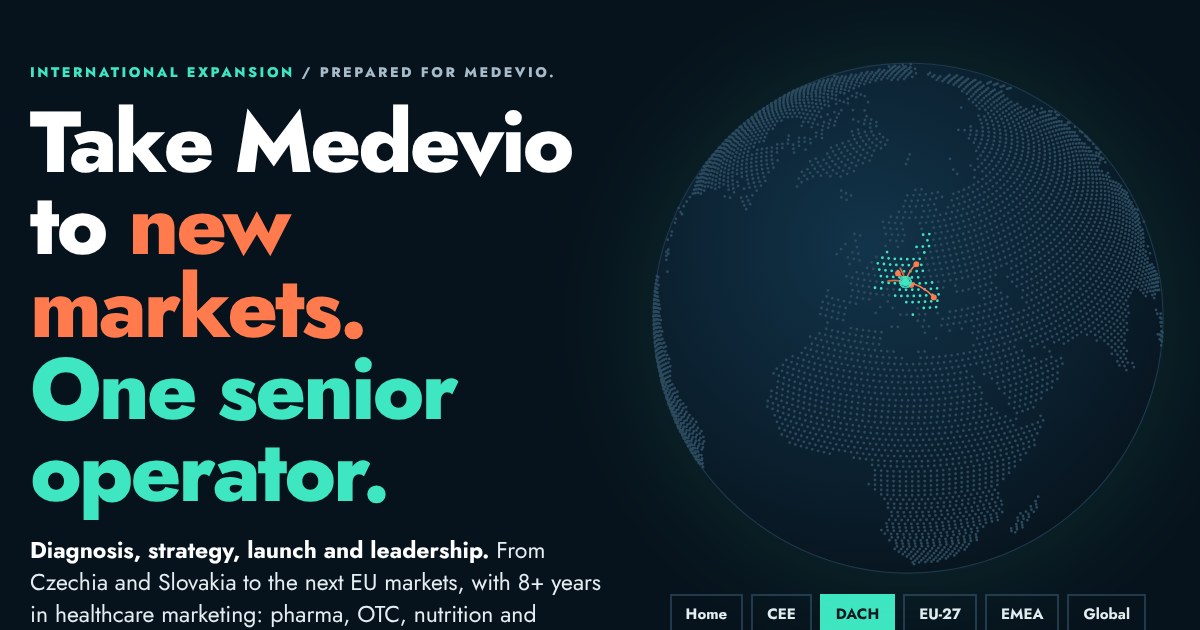 INTERNATIONAL EXPANSION / PREPARED FOR MEDEVIO.
Take Medevio
to new
markets.
One senior
operator.
Diagnosis, strategy, launch and leadership. From
Czechia and Slovakia to the next EU markets, with 8+ years
in healthcare marketing: pharma, OTC, nutrition and
Home CEE DACH EU-27 EMEA Global